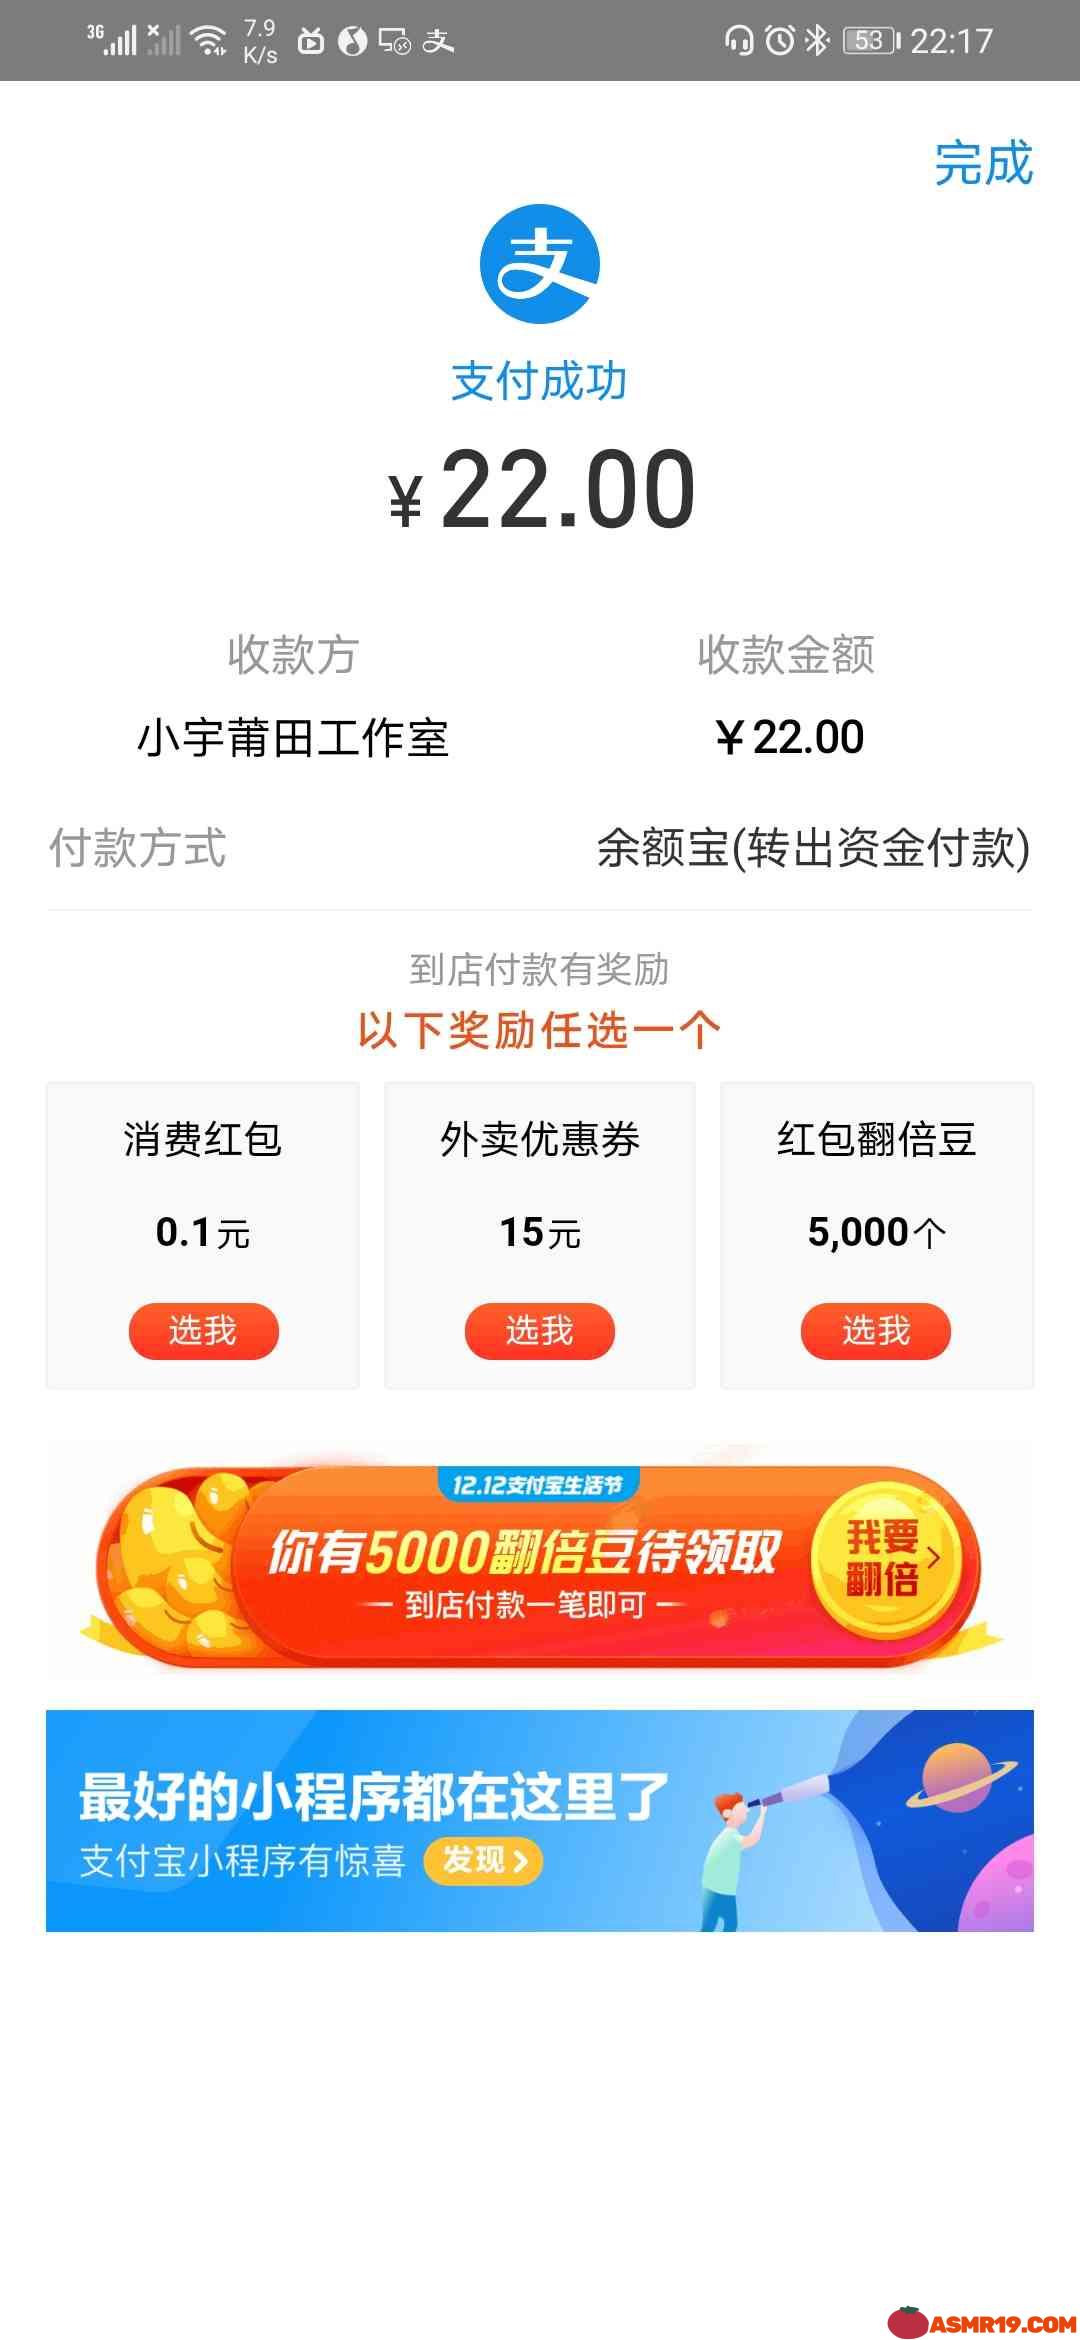 3G 7.9 K/s 53 22:17
完成
支
支付成功
¥22.00
收款方 收款金额
小宇莆田工作室 ¥22.00
付款方式 余额宝(转出资金付款)
到店付款有奖励
以下奖励任选一个
消费红包 外卖优惠券 红包翻倍豆
0.1元 15元 5,000个
选我 选我 选我
12.12支付宝生活节
你有5000翻倍豆待领取
到店付款一笔即可
我要
翻倍
最好的小程序都在这里了
支付宝小程序有惊喜 发现
ASMR19.COM